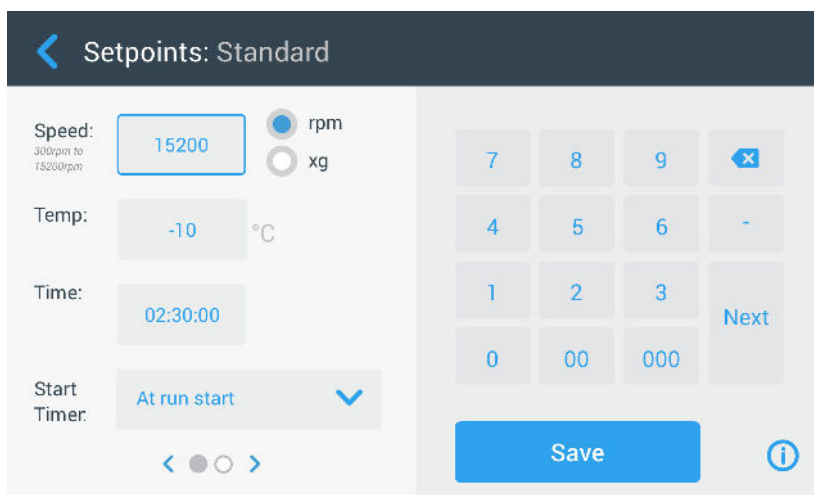 Setpoints: Standard
Speed:
300rpm to
15200rpm
15200
rpm
xg
Temp:
-10
°C
Time:
02:30:00
Start
Timer:
At run start
7 8 9
4 5 6 -
1 2 3
Next
0 00 000
Save